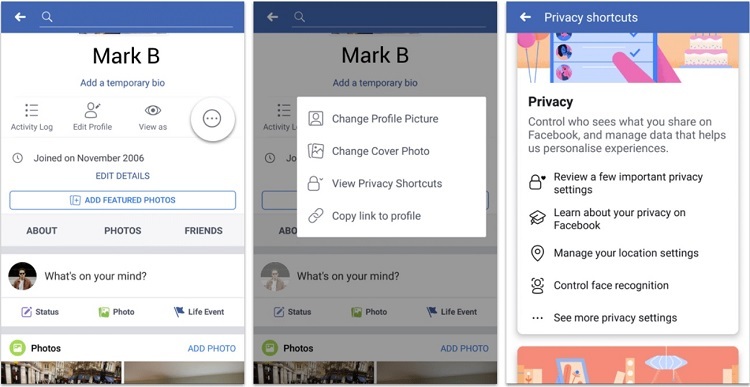 Mark B
Add a temporary bio
Activity Log
Edit Profile
View as
Joined on November 2006
EDIT DETAILS
ADD FEATURED PHOTOS
ABOUT PHOTOS FRIENDS
What's on your mind?
Status Photo Life Event
Photos ADD PHOTO
Mark B
Add a temporary bio
Activity Lo
Jo
Change Profile Picture
Change Cover Photo
View Privacy Shortcuts
Copy link to profile
ABO
What's on your mind?
Status Photo Life Event
Photos ADD PHOTO
Privacy shortcuts
Privacy
Control who sees what you share on
Facebook, and manage data that helps
us personalise experiences.
Review a few important privacy
settings
Learn about your privacy on
Facebook
Manage your location settings
Control face recognition
See more privacy settings